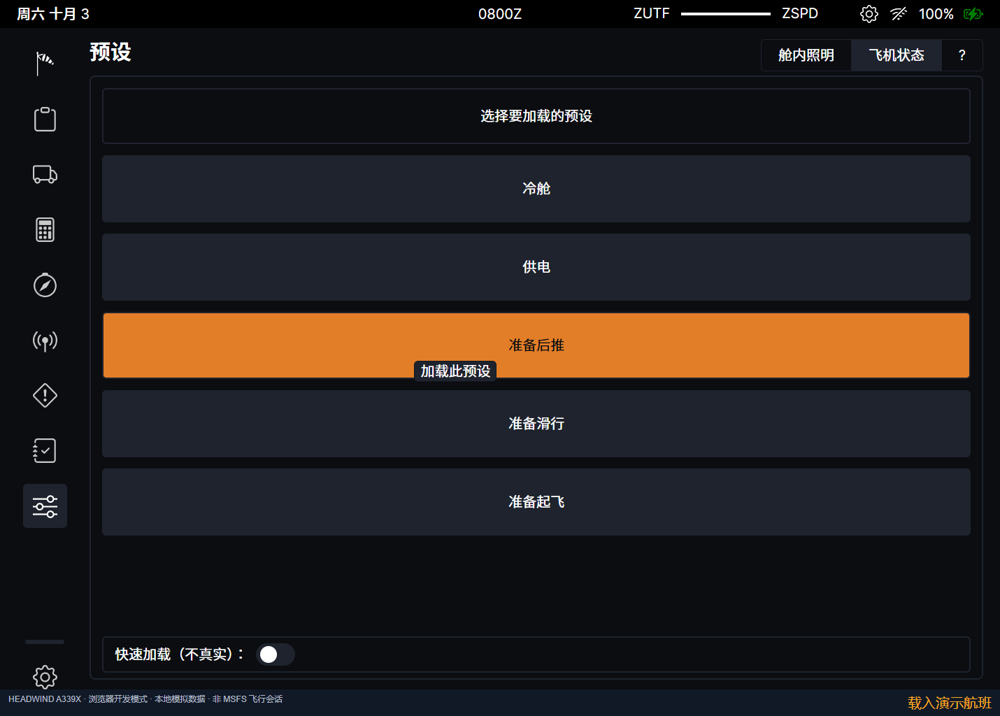 周六 十月 3
0800Z
ZUTF
ZSPD
100%
预设
舱内照明
飞机状态
?
选择要加载的预设
冷舱
供电
准备后推
加载此预设
准备滑行
准备起飞
快速加载（不真实）：
HEADWIND A339X · 浏览器开发模式 · 本地模拟数据 · 非 MSFS 飞行会话
载入演示航班